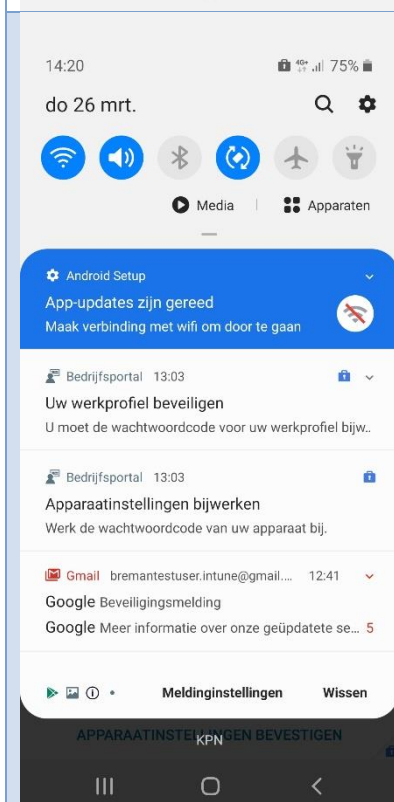 14:20 4G+ 75%
do 26 mrt.
Media Apparaten
Android Setup
App-updates zijn gereed
Maak verbinding met wifi om door te gaan
Bedrijfsportal 13:03
Uw werkprofiel beveiligen
U moet de wachtwoordcode voor uw werkprofiel bijw..
Bedrijfsportal 13:03
Apparaatinstellingen bijwerken
Werk de wachtwoordcode van uw apparaat bij.
Gmail bremantestuser.intune@gmail.... 12:41
Google Beveiligingsmelding
Google Meer informatie over onze geüpdatete se... 5
Meldinginstellingen Wissen
APPARAATINSTELLINGEN BEVESTIGEN
KPN